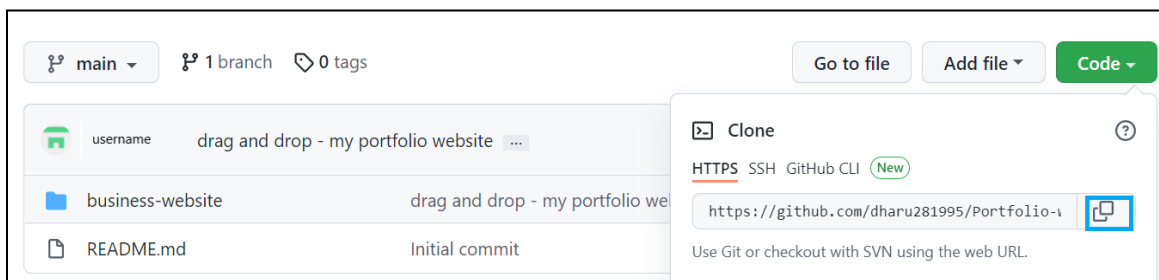 main 1 branch 0 tags Go to file Add file Code
username drag and drop - my portfolio website ...
Clone
HTTPS SSH GitHub CLI New
business-website drag and drop - my portfolio we
https://github.com/dharu281995/Portfolio-
README.md Initial commit
Use Git or checkout with SVN using the web URL.